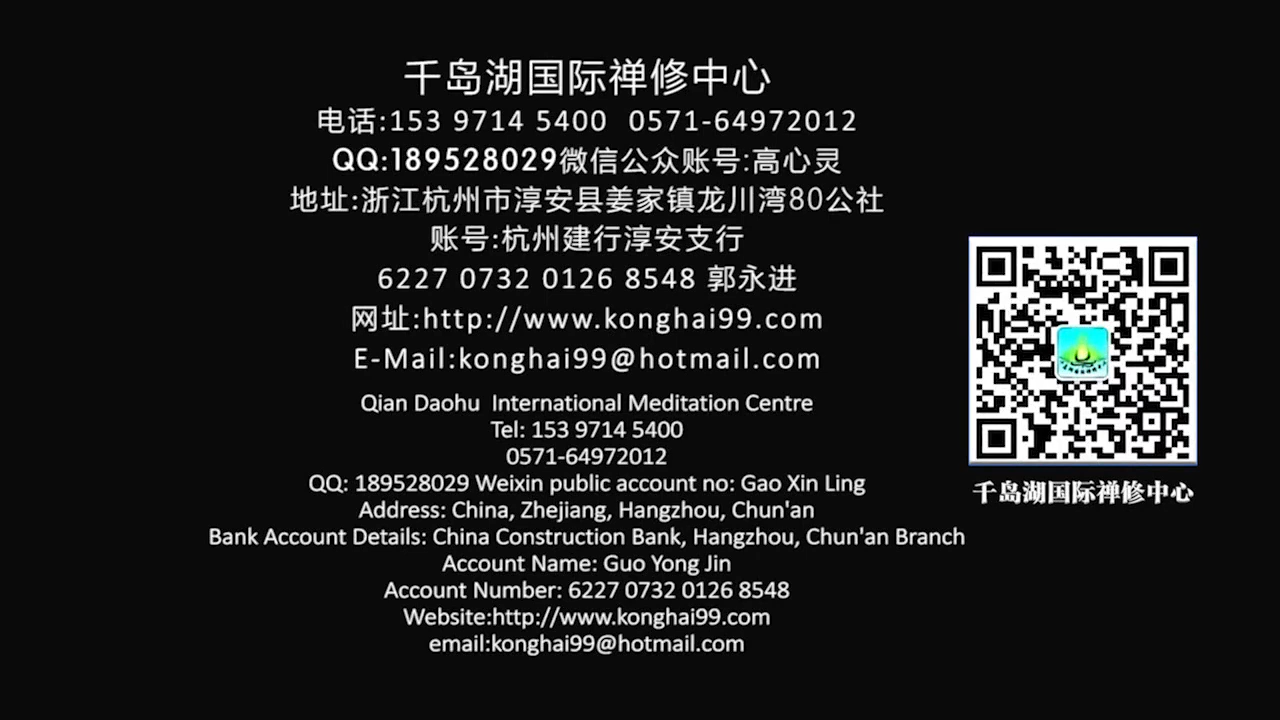 千岛湖国际禅修中心
电话:153 9714 5400  0571-64972012
QQ:189528029微信公众账号:高心灵
地址:浙江杭州市淳安县姜家镇龙川湾80公社
账号:杭州建行淳安支行
6227 0732 0126 8548 郭永进
网址:http://www.konghai99.com
E-Mail:konghai99@hotmail.com
Qian Daohu  International Meditation Centre
Tel: 153 9714 5400
0571-64972012
QQ: 189528029 Weixin public account no: Gao Xin Ling
Address: China, Zhejiang, Hangzhou, Chun'an
Bank Account Details: China Construction Bank, Hangzhou, Chun'an Branch
Account Name: Guo Yong Jin
Account Number: 6227 0732 0126 8548
Website:http://www.konghai99.com
email:konghai99@hotmail.com
千岛湖国际禅修中心